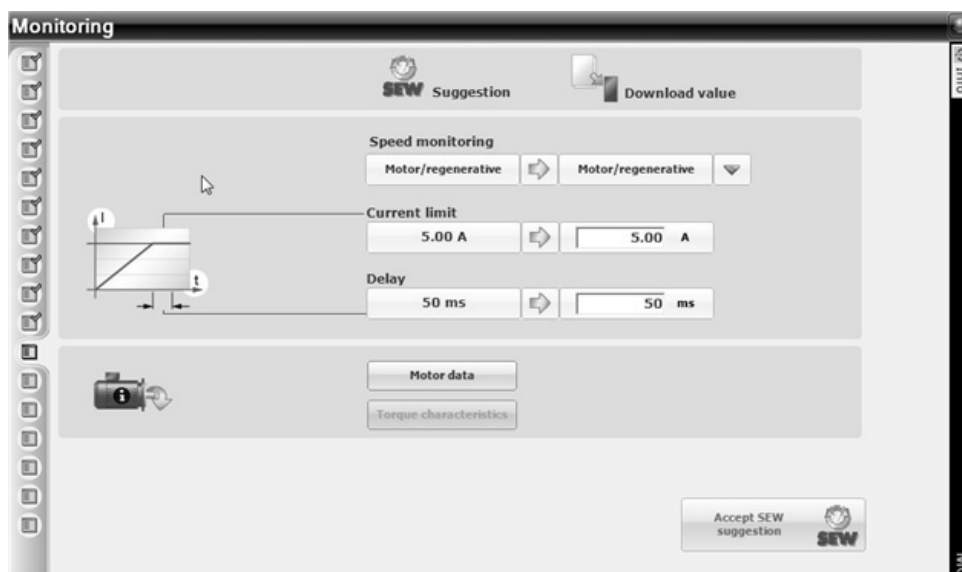 Monitoring
SEW Suggestion
Download value
Speed monitoring
Motor/regenerative
Motor/regenerative
I
Current limit
5.00 A
5.00 A
t
Delay
50 ms
50 ms
i
Motor data
Torque characteristics
Accept SEW
suggestion
SEW